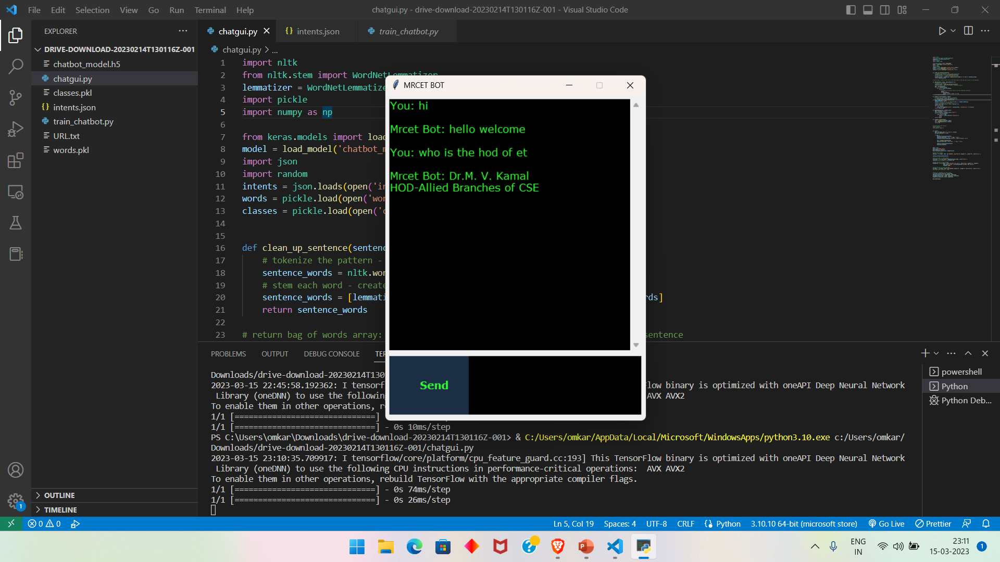 File Edit Selection View Go Run Terminal Help
chatgui.py - drive-download-20230214T130116Z-001 - Visual Studio Code
EXPLORER
DRIVE-DOWNLOAD-20230214T130116Z-001
chatbot_model.h5
chatgui.py
classes.pkl
intents.json
train_chatbot.py
URL.txt
words.pkl
OUTLINE
TIMELINE
chatgui.py
intents.json
train_chatbot.py
chatgui.py > ...
1 import nltk
2 from nltk.stem import WordNetLemmatizer
3 lemmatizer = WordNetLemmatize
4 import pickle
5 import numpy as np
6
7 from keras.models import load
8 model = load_model('chatbot_m
9 import json
10 import random
11 intents = json.loads(open('in
12 words = pickle.load(open('wor
13 classes = pickle.load(open('c
14
15
16 def clean_up_sentence(sentenc
17 # tokenize the pattern -
18 sentence_words = nltk.wor
19 # stem each word - create
20 sentence_words = [lemmati rds]
21 return sentence_words
22
23 # return bag of words array: sentence
MRCET BOT
You: hi
Mrcet Bot: hello welcome
You: who is the hod of et
Mrcet Bot: Dr.M. V. Kamal
HOD-Allied Branches of CSE
Send
PROBLEMS OUTPUT DEBUG CONSOLE TER
Downloads/drive-download-20230214T130
2023-03-15 22:45:58.192362: I tensorf low binary is optimized with oneAPI Deep Neural Network
Library (oneDNN) to use the following AVX AVX2
To enable them in other operations, r
1/1 [==============================]
1/1 [==============================] - 0s 10ms/step
PS C:\Users\omkar\Downloads\drive-download-20230214T130116Z-001> & C:/Users/omkar/AppData/Local/Microsoft/WindowsApps/python3.10.exe c:/Users/omkar/
Downloads/drive-download-20230214T130116Z-001/chatgui.py
2023-03-15 23:10:35.709917: I tensorflow/core/platform/cpu_feature_guard.cc:193] This TensorFlow binary is optimized with oneAPI Deep Neural Network
Library (oneDNN) to use the following CPU instructions in performance-critical operations:  AVX AVX2
To enable them in other operations, rebuild TensorFlow with the appropriate compiler flags.
1/1 [==============================] - 0s 74ms/step
1/1 [==============================] - 0s 26ms/step
powershell
Python
Python Deb...
0 0
Ln 5, Col 19 Spaces: 4 UTF-8 CRLF Python 3.10.10 64-bit (microsoft store) Go Live Prettier
1
ENG
IN
23:11
15-03-2023
1